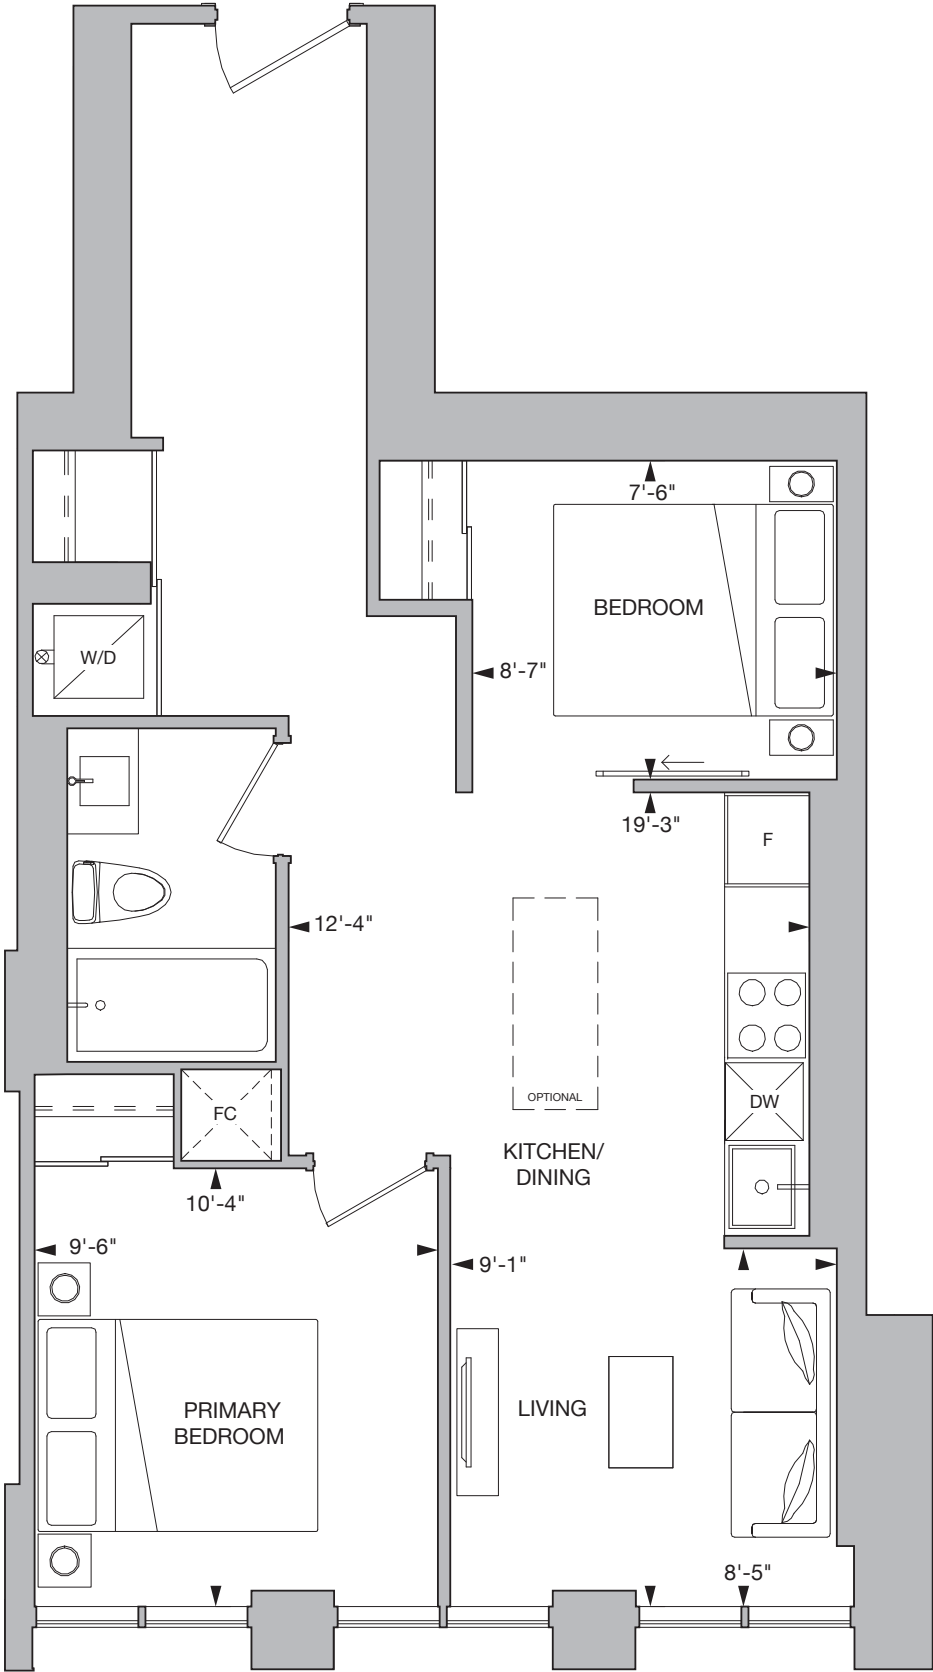 7'-6"
BEDROOM
W/D
8'-7"
19'-3"
F
12'-4"
OPTIONAL
DW
FC
KITCHEN/
DINING
10'-4"
9'-6"
9'-1"
PRIMARY
BEDROOM
LIVING
8'-5"